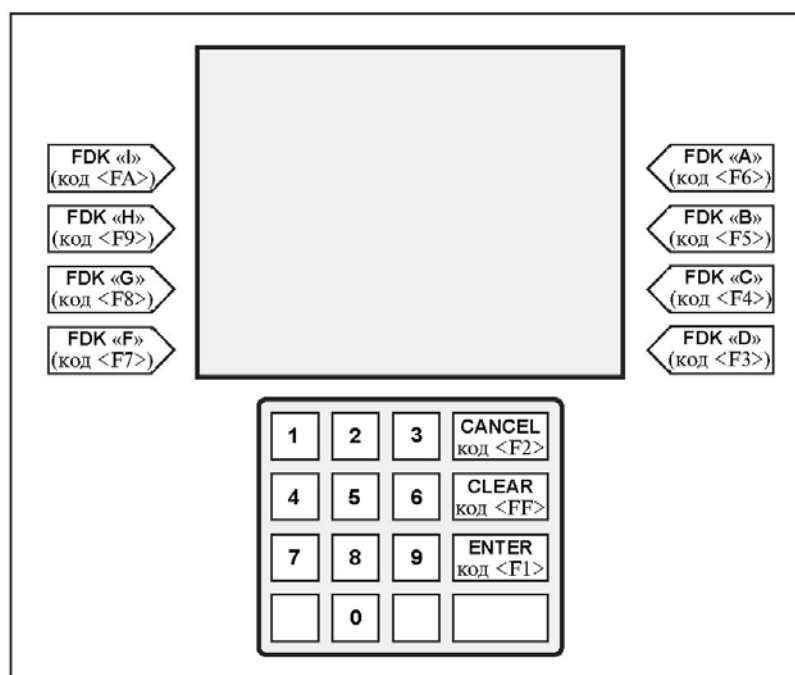 FDK «I»
(код <FA>)
FDK «H»
(код <F9>)
FDK «G»
(код <F8>)
FDK «F»
(код <F7>)
FDK «A»
(код <F6>)
FDK «B»
(код <F5>)
FDK «C»
(код <F4>)
FDK «D»
(код <F3>)
1 2 3 CANCEL
код <F2>
4 5 6 CLEAR
код <FF>
7 8 9 ENTER
код <F1>
0